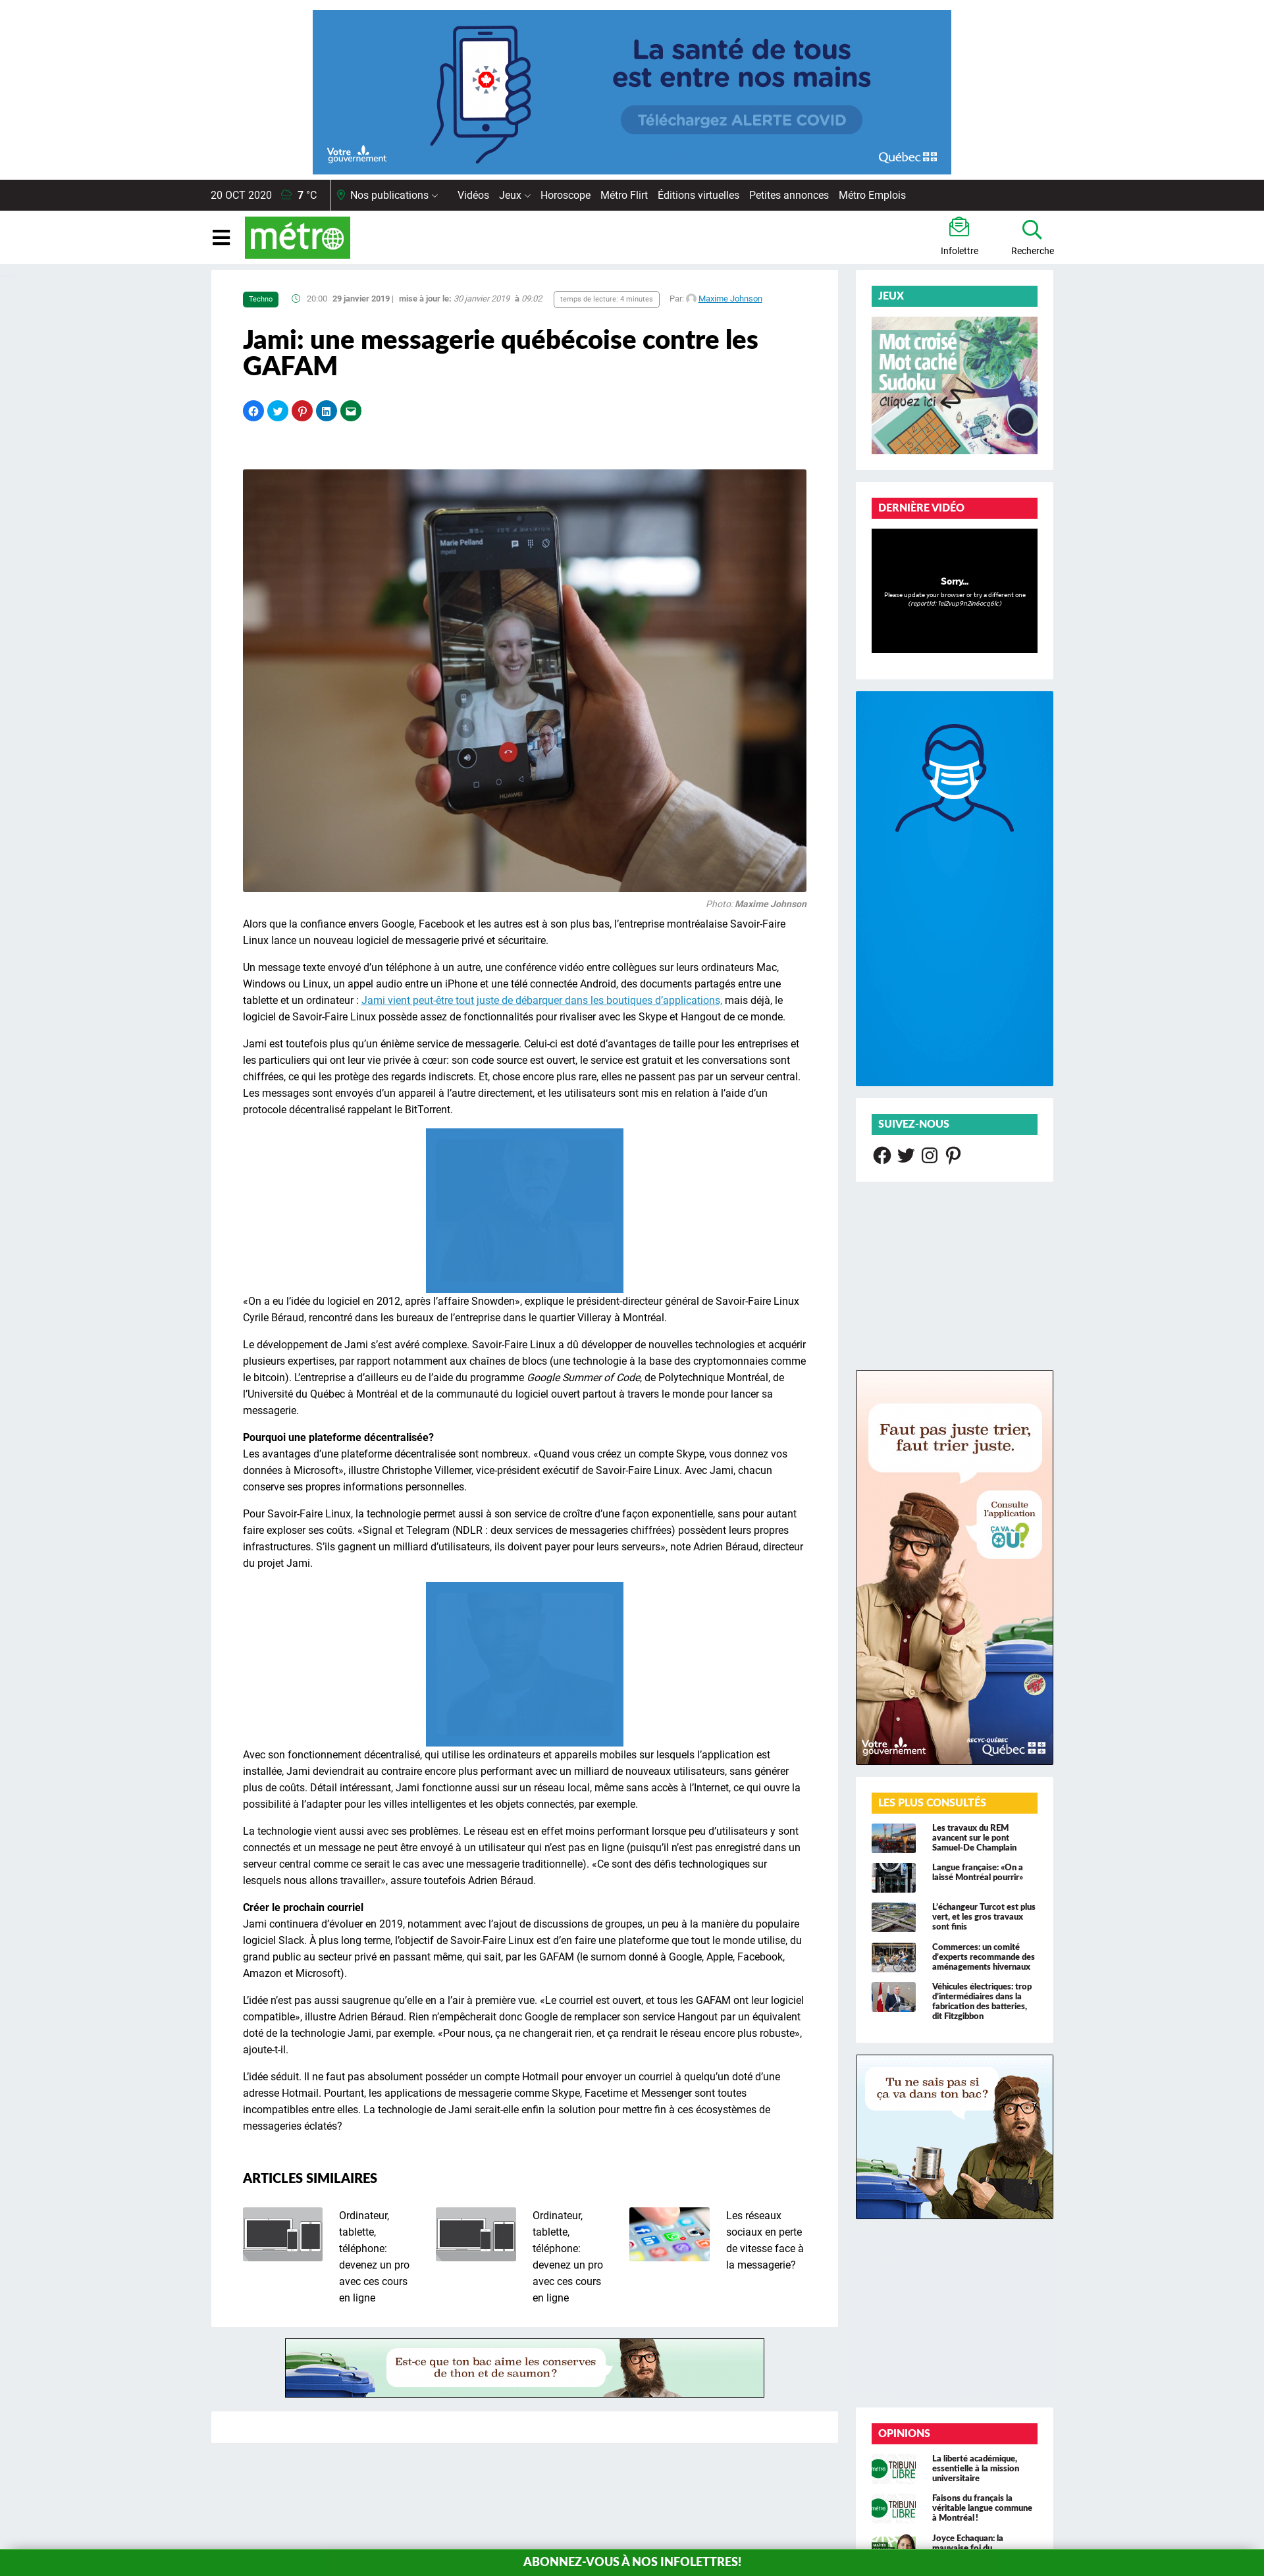 La santé de tous
est entre nos mains
Téléchargez ALERTE COVID
Votre
gouvernement
Québec
20 OCT 2020 7 °C Nos publications Vidéos Jeux Horoscope Métro Flirt Éditions virtuelles Petites annonces Métro Emplois
métro
Infolettre
Recherche
Techno 20:00 29 janvier 2019 | mise à jour le: 30 janvier 2019 à 09:02 temps de lecture: 4 minutes Par: Maxime Johnson
Jami: une messagerie québécoise contre les
GAFAM
Marie Pelland
mpeld
HUAWEI
Photo: Maxime Johnson
Alors que la confiance envers Google, Facebook et les autres est à son plus bas, l’entreprise montréalaise Savoir-Faire
Linux lance un nouveau logiciel de messagerie privé et sécuritaire.
Un message texte envoyé d’un téléphone à un autre, une conférence vidéo entre collègues sur leurs ordinateurs Mac,
Windows ou Linux, un appel audio entre un iPhone et une télé connectée Android, des documents partagés entre une
tablette et un ordinateur : Jami vient peut-être tout juste de débarquer dans les boutiques d’applications, mais déjà, le
logiciel de Savoir-Faire Linux possède assez de fonctionalités pour rivaliser avec les Skype et Hangout de ce monde.
Jami est toutefois plus qu’un énième service de messagerie. Celui-ci est doté d’avantages de taille pour les entreprises et
les particuliers qui ont leur vie privée à cœur: son code source est ouvert, le service est gratuit et les conversations sont
chiffrées, ce qui les protège des regards indiscrets. Et, chose encore plus rare, elles ne passent pas par un serveur central.
Les messages sont envoyés d’un appareil à l’autre directement, et les utilisateurs sont mis en relation à l’aide d’un
protocole décentralisé rappelant le BitTorrent.
«On a eu l’idée du logiciel en 2012, après l’affaire Snowden», explique le président-directeur général de Savoir-Faire Linux
Cyrile Béraud, rencontré dans les bureaux de l’entreprise dans le quartier Villeray à Montréal.
Le développement de Jami s’est avéré complexe. Savoir-Faire Linux a dû développer de nouvelles technologies et acquérir
plusieurs expertises, par rapport notamment aux chaînes de blocs (une technologie à la base des cryptomonnaies comme
le bitcoin). L’entreprise a d’ailleurs eu de l’aide du programme Google Summer of Code, de Polytechnique Montréal, de
l’Université du Québec à Montréal et de la communauté du logiciel ouvert partout à travers le monde pour lancer sa
messagerie.
Pourquoi une plateforme décentralisée?
Les avantages d’une plateforme décentralisée sont nombreux. «Quand vous créez un compte Skype, vous donnez vos
données à Microsoft», illustre Christophe Villemer, vice-président exécutif de Savoir-Faire Linux. Avec Jami, chacun
conserve ses propres informations personnelles.
Pour Savoir-Faire Linux, la technologie permet aussi à son service de croître d’une façon exponentielle, sans pour autant
faire exploser ses coûts. «Signal et Telegram (NDLR : deux services de messageries chiffrées) possèdent leurs propres
infrastructures. S’ils gagnent un milliard d’utilisateurs, ils doivent payer pour leurs serveurs», note Adrien Béraud, directeur
du projet Jami.
Avec son fonctionnement décentralisé, qui utilise les ordinateurs et appareils mobiles sur lesquels l’application est
installée, Jami deviendrait au contraire encore plus performant avec un milliard de nouveaux utilisateurs, sans générer
plus de coûts. Détail intéressant, Jami fonctionne aussi sur un réseau local, même sans accès à l’Internet, ce qui ouvre la
possibilité à l’adapter pour les villes intelligentes et les objets connectés, par exemple.
La technologie vient aussi avec ses problèmes. Le réseau est en effet moins performant lorsque peu d’utilisateurs y sont
connectés et un message ne peut être envoyé à un utilisateur qui n’est pas en ligne (puisqu’il n’est pas enregistré dans un
serveur central comme ce serait le cas avec une messagerie traditionnelle). «Ce sont des défis technologiques sur
lesquels nous allons travailler», assure toutefois Adrien Béraud.
Créer le prochain courriel
Jami continuera d’évoluer en 2019, notamment avec l’ajout de discussions de groupes, un peu à la manière du populaire
logiciel Slack. À plus long terme, l’objectif de Savoir-Faire Linux est d’en faire une plateforme que tout le monde utilise, du
grand public au secteur privé en passant même, qui sait, par les GAFAM (le surnom donné à Google, Apple, Facebook,
Amazon et Microsoft).
L’idée n’est pas aussi saugrenue qu’elle en a l’air à première vue. «Le courriel est ouvert, et tous les GAFAM ont leur logiciel
compatible», illustre Adrien Béraud. Rien n’empêcherait donc Google de remplacer son service Hangout par un équivalent
doté de la technologie Jami, par exemple. «Pour nous, ça ne changerait rien, et ça rendrait le réseau encore plus robuste»,
ajoute-t-il.
L’idée séduit. Il ne faut pas absolument posséder un compte Hotmail pour envoyer un courriel à quelqu’un doté d’une
adresse Hotmail. Pourtant, les applications de messagerie comme Skype, Facetime et Messenger sont toutes
incompatibles entre elles. La technologie de Jami serait-elle enfin la solution pour mettre fin à ces écosystèmes de
messageries éclatés?
ARTICLES SIMILAIRES
Ordinateur,
tablette,
téléphone:
devenez un pro
avec ces cours
en ligne
Ordinateur,
tablette,
téléphone:
devenez un pro
avec ces cours
en ligne
Les réseaux
sociaux en perte
de vitesse face à
la messagerie?
Est-ce que ton bac aime les conserves
de thon et de saumon?
JEUX
Mot croisé
Mot caché
Sudoku
Cliquez ici
DERNIÈRE VIDÉO
Sorry...
Please update your browser or try a different one
(reportId: 1el2vup9n2in6ocq6lc)
SUIVEZ-NOUS
Faut pas juste trier,
faut trier juste.
Consulte
l’application
ÇA VA
OÙ?
Votre
gouvernement
RECYC-QUÉBEC
Québec
LES PLUS CONSULTÉS
Les travaux du REM
avancent sur le pont
Samuel-De Champlain
Langue française: «On a
laissé Montréal pourrir»
L’échangeur Turcot est plus
vert, et les gros travaux
sont finis
Commerces: un comité
d’experts recommande des
aménagements hivernaux
Véhicules électriques: trop
d’intermédiaires dans la
fabrication des batteries,
dit Fitzgibbon
Tu ne sais pas si
ça va dans ton bac?
OPINIONS
métro TRIBUNE LIBRE
La liberté académique,
essentielle à la mission
universitaire
métro TRIBUNE LIBRE
Faisons du français la
véritable langue commune
à Montréal !
Joyce Echaquan: la
mauvaise foi du
ABONNEZ-VOUS À NOS INFOLETTRES!